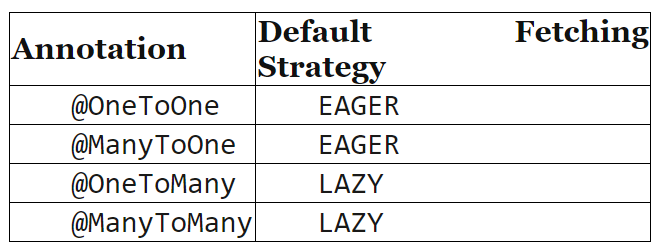 Annotation Default Fetching
Strategy
@OneToOne EAGER
@ManyToOne EAGER
@OneToMany LAZY
@ManyToMany LAZY